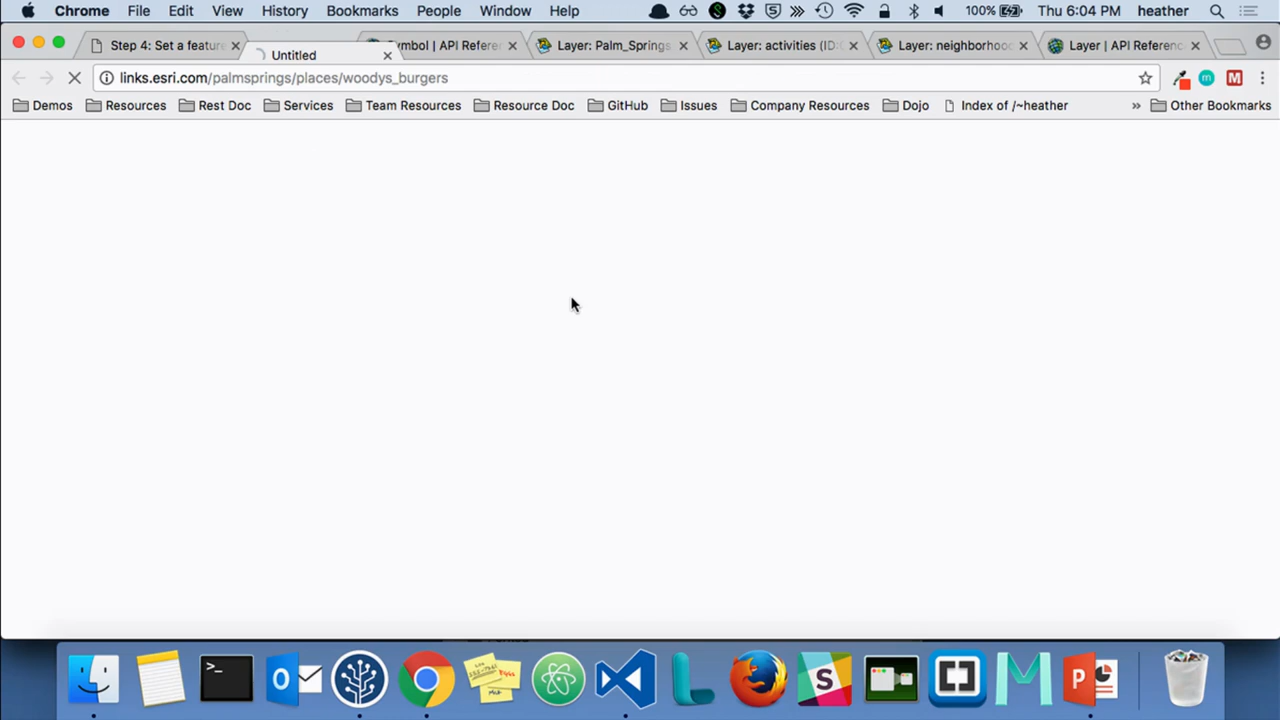 Chrome File Edit View History Bookmarks People Window Help 100% Thu 6:04 PM heather
Step 4: Set a feature Untitled Symbol | API Refere Layer: Palm_Springs Layer: activities (ID: Layer: neighborhoo Layer | API Referenc
links.esri.com/palmsprings/places/woodys_burgers
Demos Resources Rest Doc Services Team Resources Resource Doc GitHub Issues Company Resources Dojo Index of /~heather » Other Bookmarks